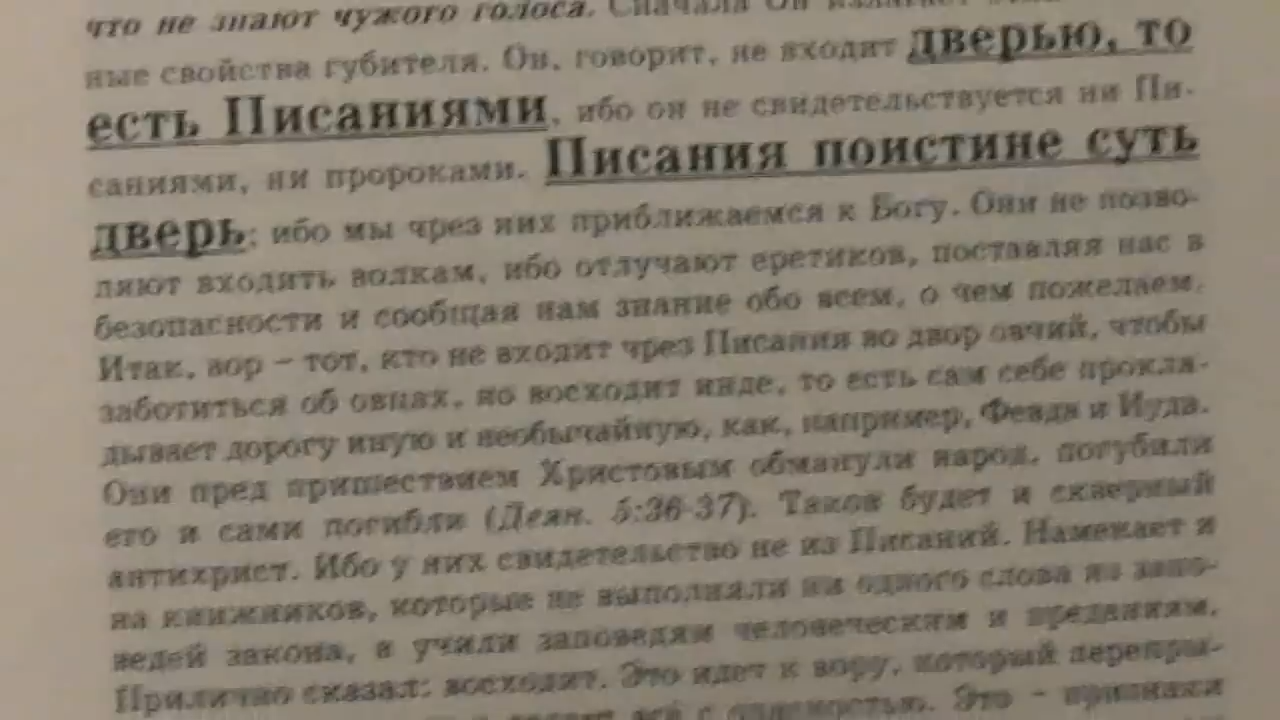 что не знают чужого голоса. Сначала Он излагает
ные свойства губителя. Он, говорит, не входит дверью, то
есть Писаниями, ибо он не свидетельствуется ни Пи-
саниями, ни пророками. Писания поистине суть
дверь; ибо мы чрез них приближаемся к Богу. Они не позво-
ляют входить волкам, ибо отлучают еретиков, поставляя нас в
безопасности и сообщая нам знание обо всем, о чем пожелаем.
Итак, вор – тот, кто не входит чрез Писания во двор овчий, чтобы
заботиться об овцах, но восходит инде, то есть сам себе прокла-
дывает дорогу иную и необычайную, как, например, Февда и Иуда.
Они пред пришествием Христовым обманули народ, погубили
его и сами погибли (Деян. 5:36-37). Таков будет и скверный
антихрист. Ибо у них свидетельство не из Писаний. Намекает и
на книжников, которые не выполняли ни одного слова из запо-
ведей закона, а учили заповедям человеческим и преданиям.
Прилично сказал: восходит. Это идет к вору, который перепры-
всё с опасностью. Это – признаки